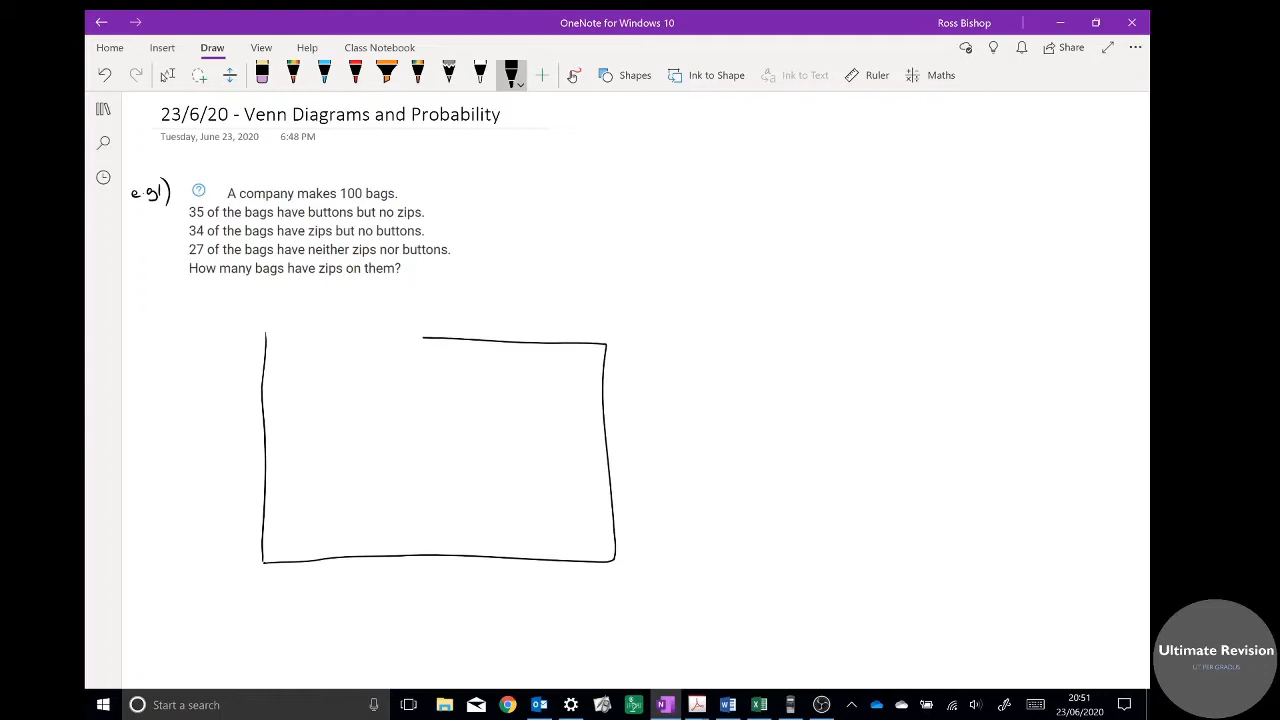 OneNote for Windows 10
Ross Bishop
Home Insert Draw View Help Class Notebook
Share
Shapes Ink to Shape Ink to Text Ruler Maths
23/6/20 - Venn Diagrams and Probability
Tuesday, June 23, 2020 6:48 PM
e.g1) A company makes 100 bags.
35 of the bags have buttons but no zips.
34 of the bags have zips but no buttons.
27 of the bags have neither zips nor buttons.
How many bags have zips on them?
Ultimate Revision
UT PER GRADUS
Start a search
20:51
23/06/2020